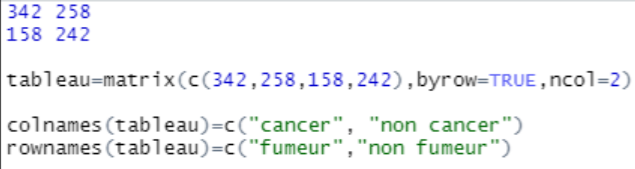 342 258
158 242
tableau=matrix(c(342,258,158,242),byrow=TRUE,ncol=2)
colnames(tableau)=c("cancer", "non cancer")
rownames(tableau)=c("fumeur","non fumeur")